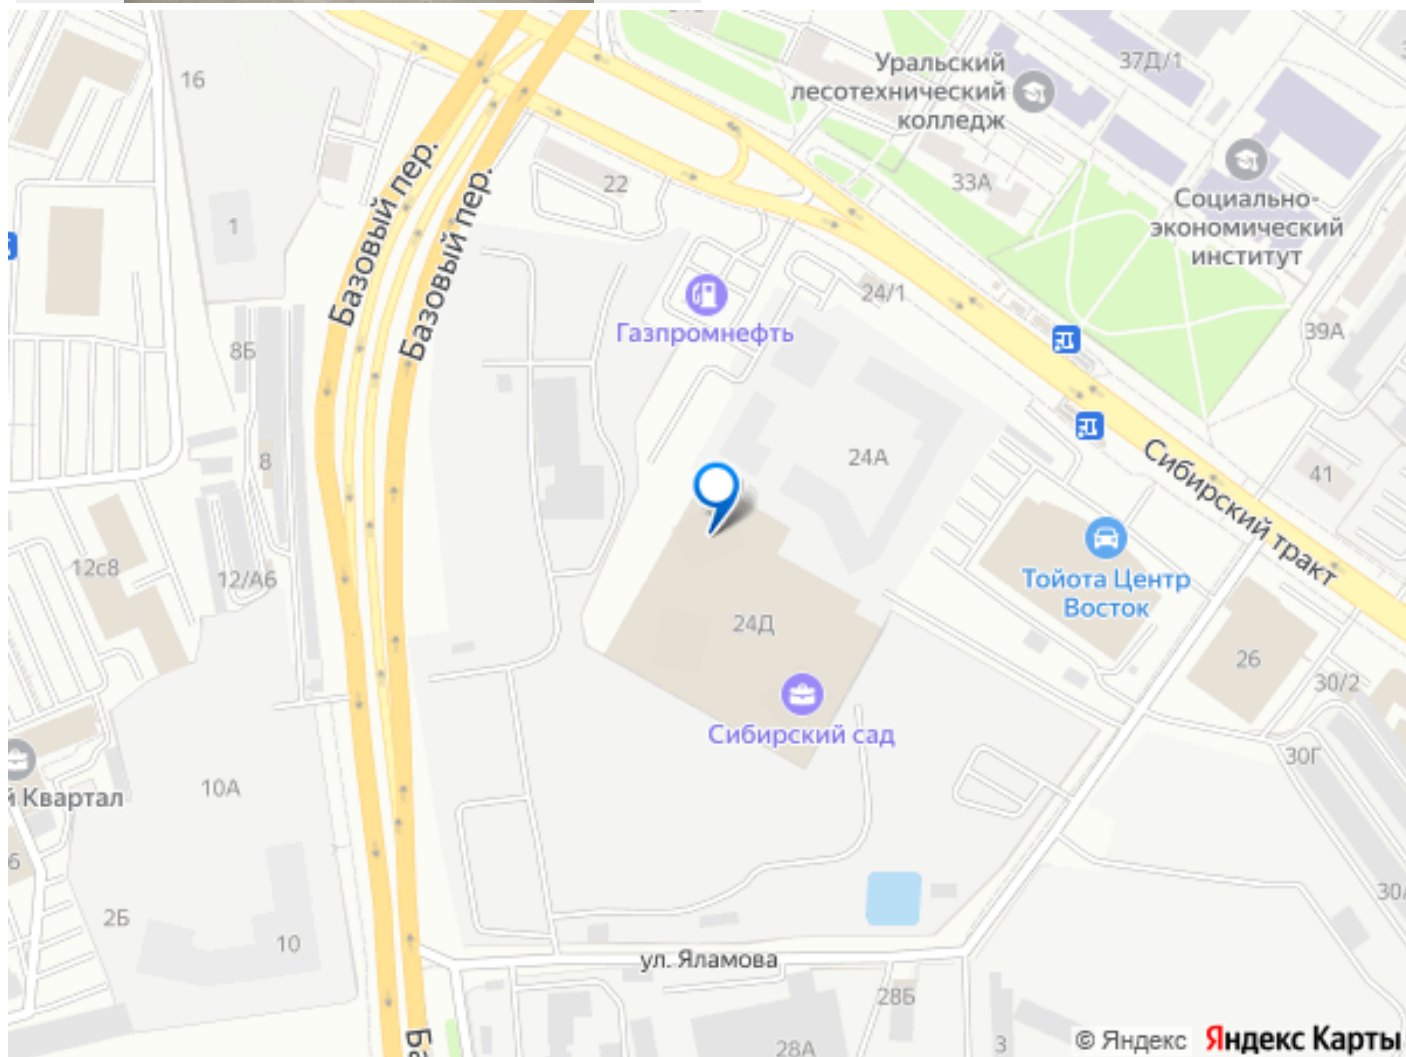 16
37Д/1
Уральский
лесотехнический
колледж
33А
Социально-
экономический
институт
22
1
Базовый пер.
Базовый пер.
Газпромнефть
24/1
39А
8Б
8
24А
41
Сибирский тракт
12с8
12/А6
Тойота Центр
Восток
24Д
26
30/2
Сибирский сад
30Г
й Квартал
10А
2Б
10
ул. Яламова
28Б
28А
3
© Яндекс Яндекс Карты